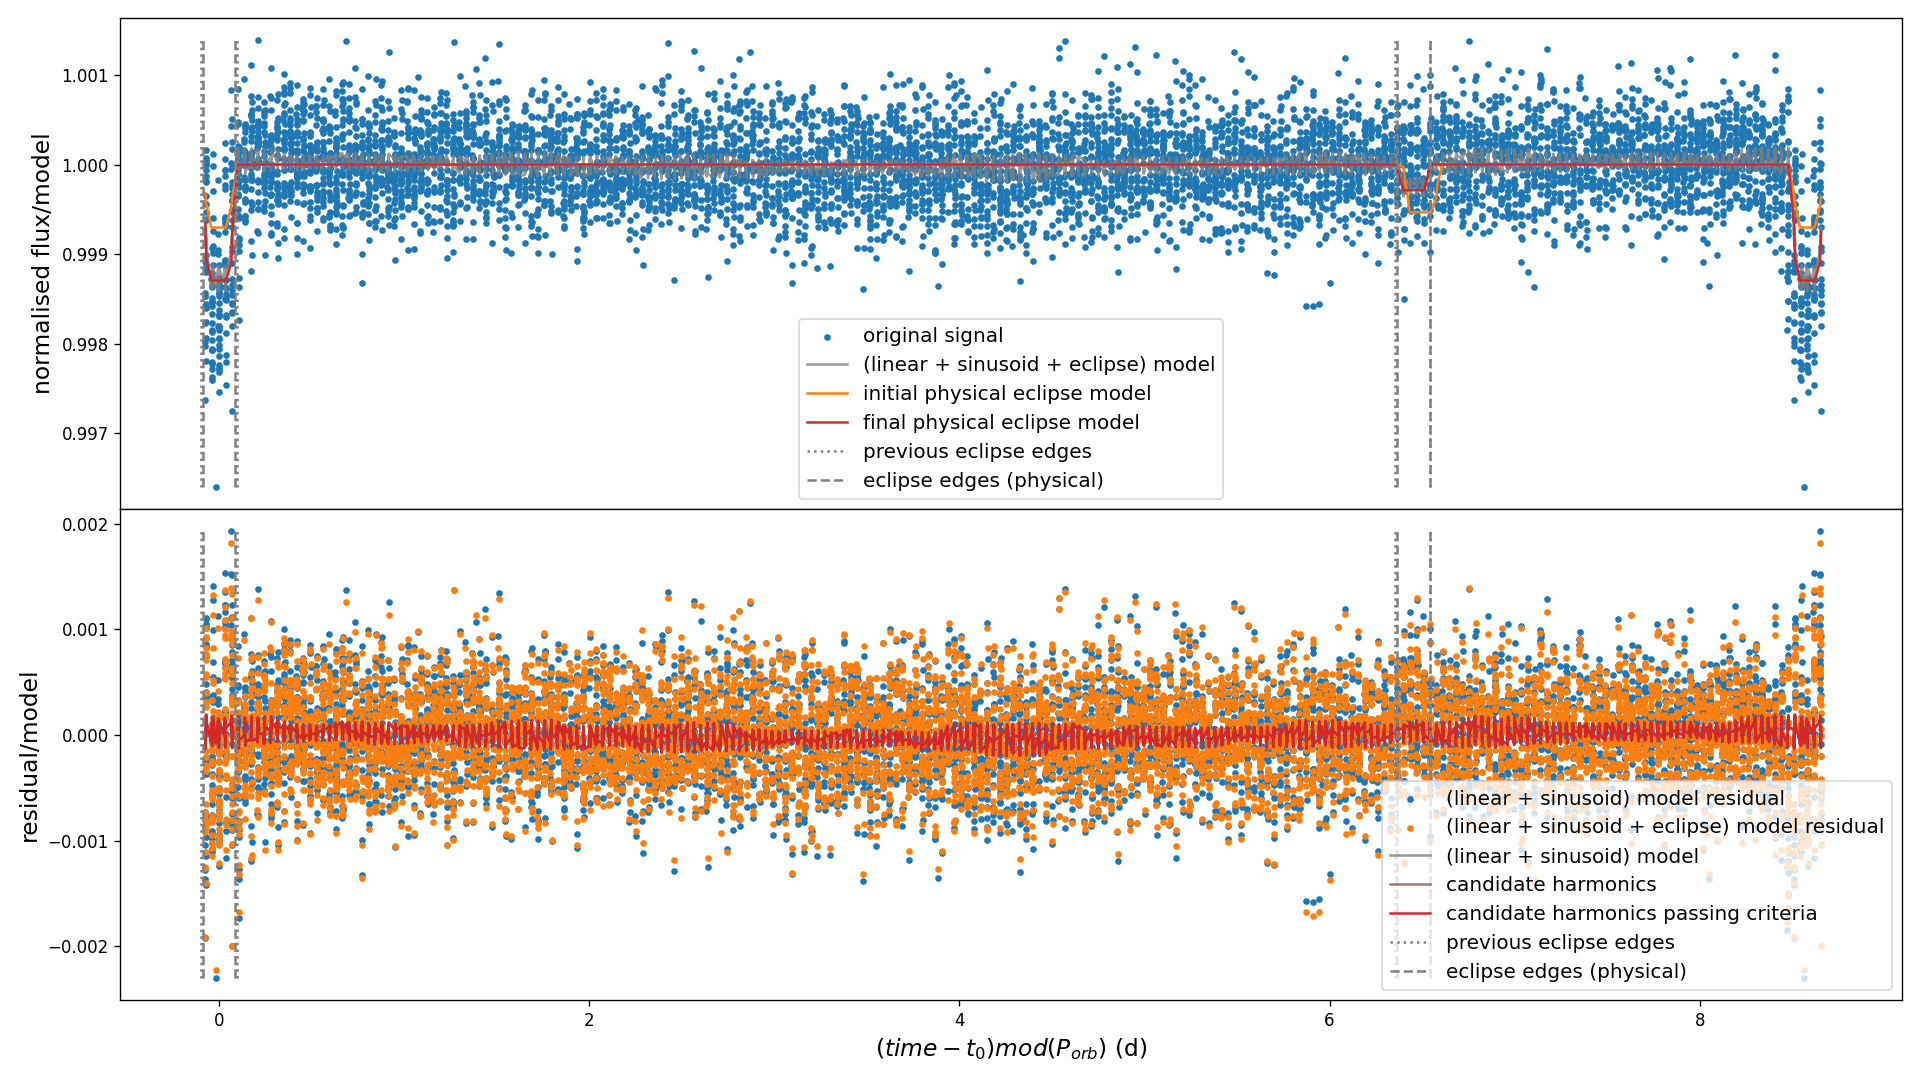 normalised flux/model
1.001
1.000
0.999
0.998
0.997
original signal
(linear + sinusoid + eclipse) model
initial physical eclipse model
final physical eclipse model
previous eclipse edges
eclipse edges (physical)
residual/model
0.002
0.001
0.000
−0.001
−0.002
(linear + sinusoid) model residual
(linear + sinusoid + eclipse) model residual
(linear + sinusoid) model
candidate harmonics
candidate harmonics passing criteria
previous eclipse edges
eclipse edges (physical)
0 2 4 6 8
(time − t₀)mod(P_orb) (d)